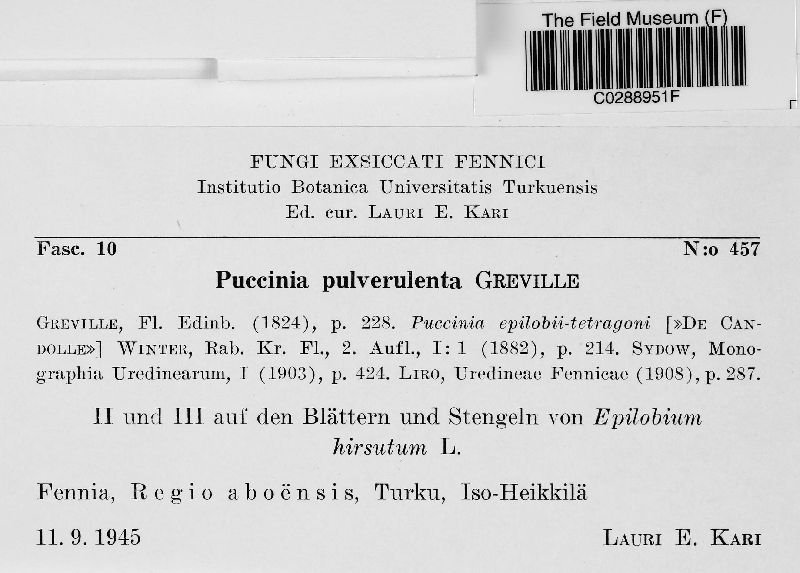 The Field Museum (F)
C0288951F
FUNGI EXSICCATI FENNICI
Institutio Botanica Universitatis Turkuensis
Ed. cur. LAURI E. KARI
Fasc. 10 N:o 457
Puccinia pulverulenta GREVILLE
GREVILLE, Fl. Edinb. (1824), p. 228. Puccinia epilobii-tetragoni [»DE CAN-
DOLLE»] WINTER, Rab. Kr. Fl., 2. Aufl., I: 1 (1882), p. 214. SYDOW, Mono-
graphia Uredinearum, I (1903), p. 424. LIRO, Uredineae Fennicae (1908), p. 287.
II und III auf den Blättern und Stengeln von Epilobium
hirsutum L.
Fennia, Regio aboënsis, Turku, Iso-Heikkilä
11. 9. 1945 LAURI E. KARI